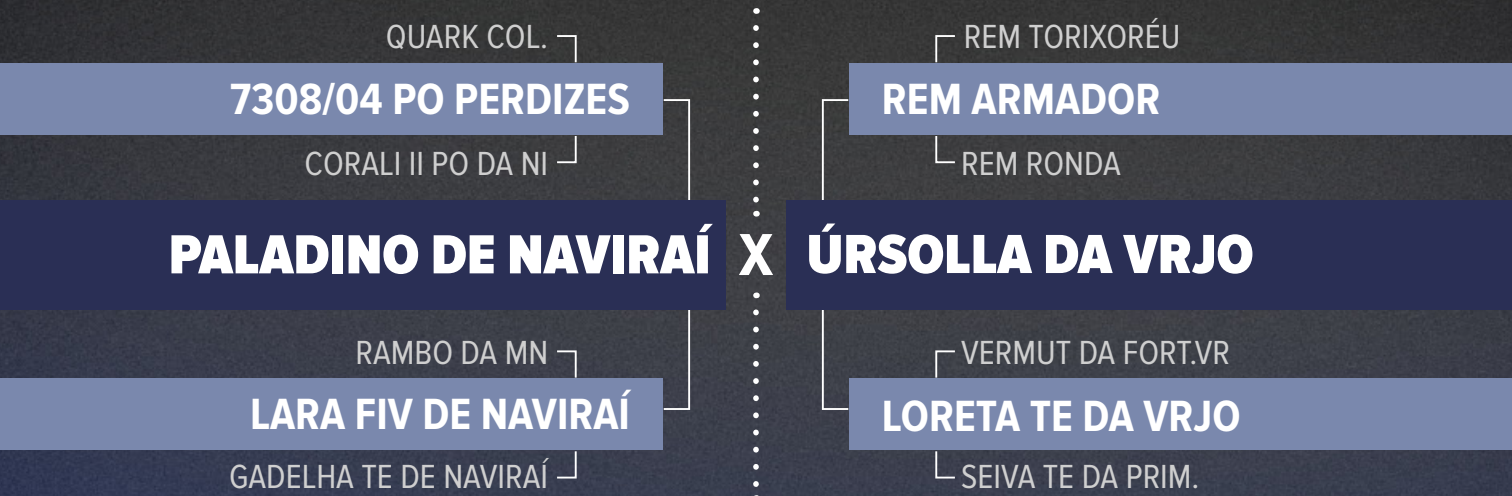 QUARK COL.
7308/04 PO PERDIZES
CORALI II PO DA NI
PALADINO DE NAVIRAÍ
RAMBO DA MN
LARA FIV DE NAVIRAÍ
GADELHA TE DE NAVIRAÍ
X
REM TORIXORÉU
REM ARMADOR
REM RONDA
ÚRSOLLA DA VRJO
VERMUT DA FORT.VR
LORETA TE DA VRJO
SEIVA TE DA PRIM.